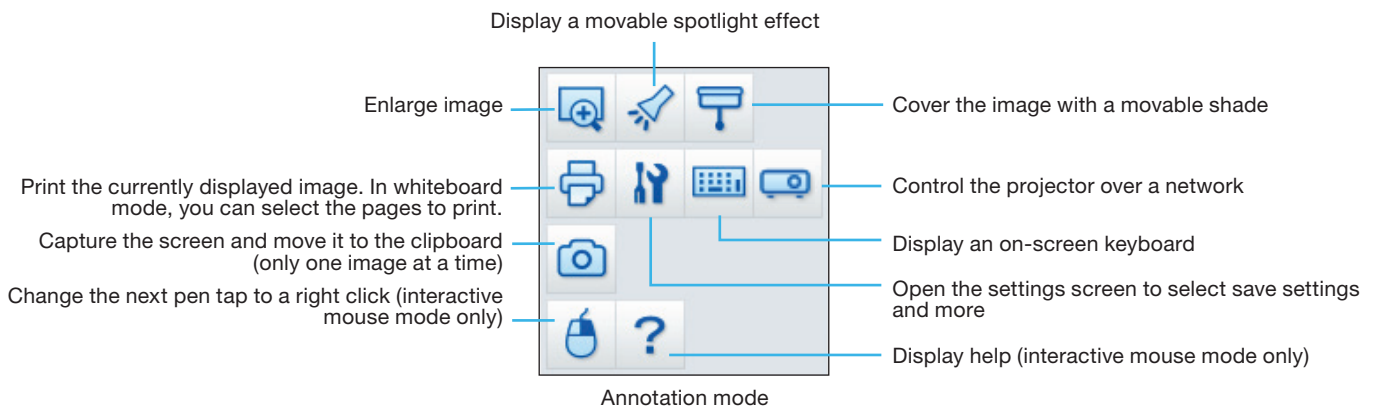 Display a movable spotlight effect
Enlarge image
Cover the image with a movable shade
Print the currently displayed image. In whiteboard
mode, you can select the pages to print.
Control the projector over a network
Capture the screen and move it to the clipboard
(only one image at a time)
Display an on-screen keyboard
Change the next pen tap to a right click (interactive
mouse mode only)
Open the settings screen to select save settings
and more
?
Display help (interactive mouse mode only)
Annotation mode